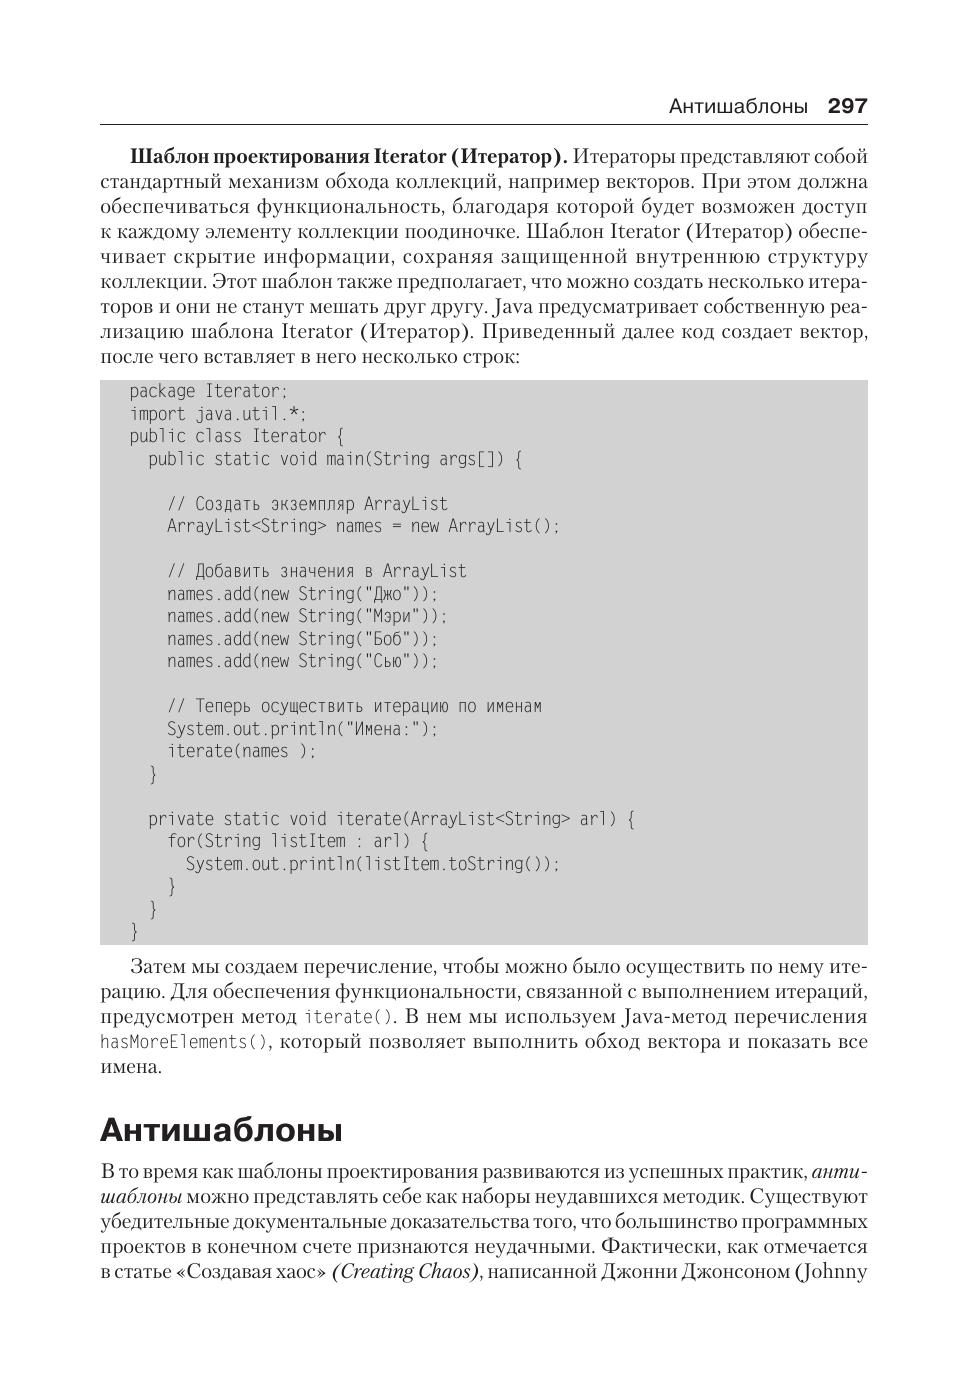 Антишаблоны 297
Шаблон проектирования Iterator (Итератор). Итераторы представляют собой
стандартный механизм обхода коллекций, например векторов. При этом должна
обеспечиваться функциональность, благодаря которой будет возможен доступ
к каждому элементу коллекции поодиночке. Шаблон Iterator (Итератор) обеспе-
чивает скрытие информации, сохраняя защищенной внутреннюю структуру
коллекции. Этот шаблон также предполагает, что можно создать несколько итера-
торов и они не станут мешать друг другу. Java предусматривает собственную реа-
лизацию шаблона Iterator (Итератор). Приведенный далее код создает вектор,
после чего вставляет в него несколько строк:
package Iterator;
import java.util.*;
public class Iterator {
  public static void main(String args[]) {
    // Создать экземпляр ArrayList
    ArrayList<String> names = new ArrayList();
    // Добавить значения в ArrayList
    names.add(new String("Джо"));
    names.add(new String("Мэри"));
    names.add(new String("Боб"));
    names.add(new String("Сью"));
    // Теперь осуществить итерацию по именам
    System.out.println("Имена:");
    iterate(names );
  }
  private static void iterate(ArrayList<String> arl) {
    for(String listItem : arl) {
      System.out.println(listItem.toString());
    }
  }
}
Затем мы создаем перечисление, чтобы можно было осуществить по нему ите-
рацию. Для обеспечения функциональности, связанной с выполнением итераций,
предусмотрен метод iterate(). В нем мы используем Java-метод перечисления
hasMoreElements(), который позволяет выполнить обход вектора и показать все
имена.
Антишаблоны
В то время как шаблоны проектирования развиваются из успешных практик, анти-
шаблоны можно представлять себе как наборы неудавшихся методик. Существуют
убедительные документальные доказательства того, что большинство программных
проектов в конечном счете признаются неудачными. Фактически, как отмечается
в статье «Создавая хаос» (Creating Chaos), написанной Джонни Джонсоном (Johnny